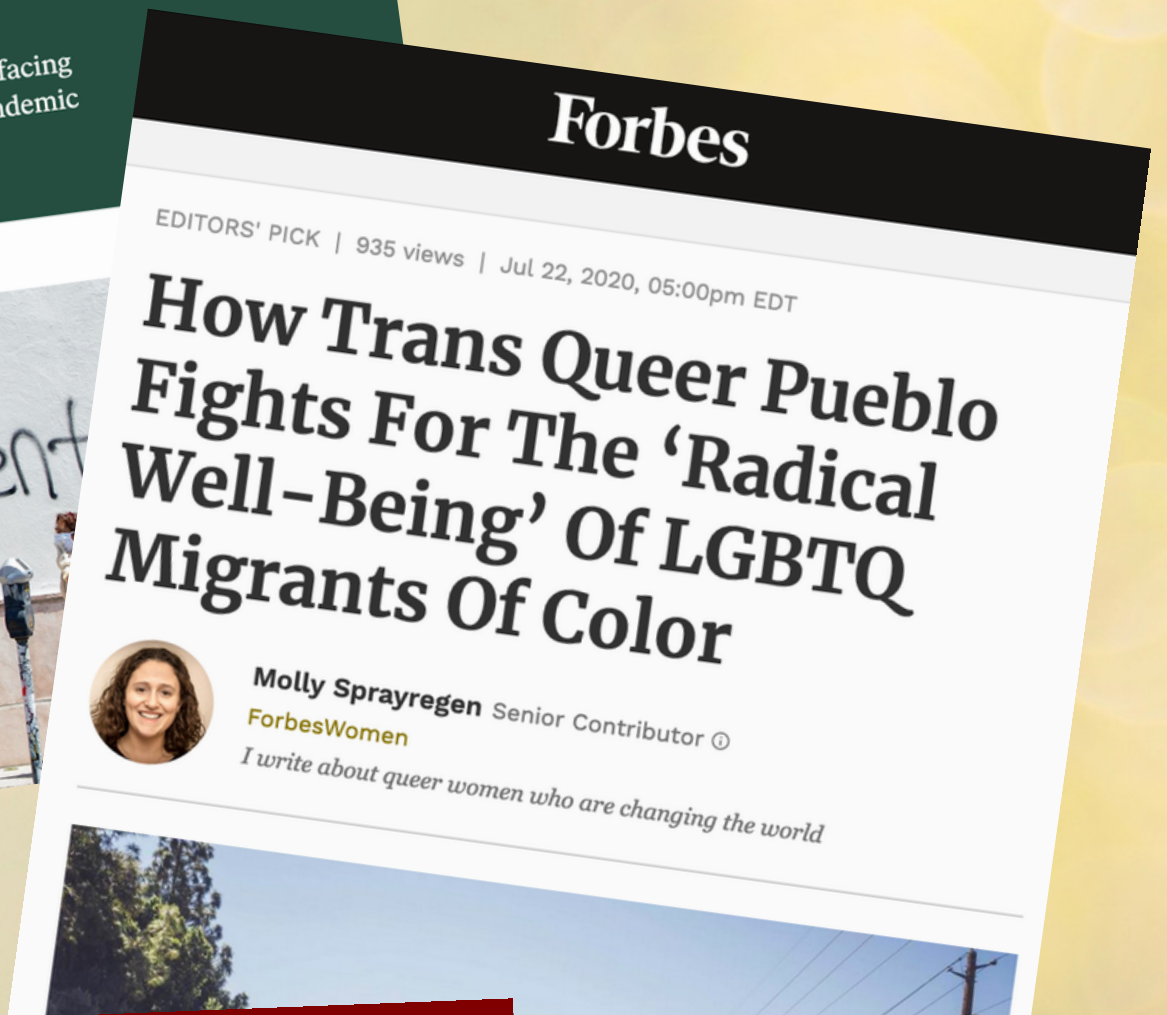 facing
Forbes
EDITORS' PICK | 935 views | Jul 22, 2020, 05:00pm EDT
How Trans Queer Pueblo
Fights For The ‘Radical
Well-Being’ Of LGBTQ
Migrants Of Color
Molly Sprayregen Senior Contributor
ForbesWomen
I write about queer women who are changing the world